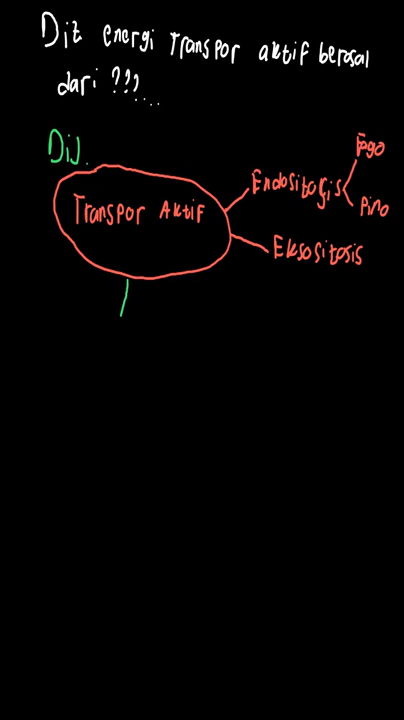 Dit energi Transpor aktif berasal
dari ???....
Dij.
Transpor Aktif
Endositosis
Fago
Pino
Eksositosis